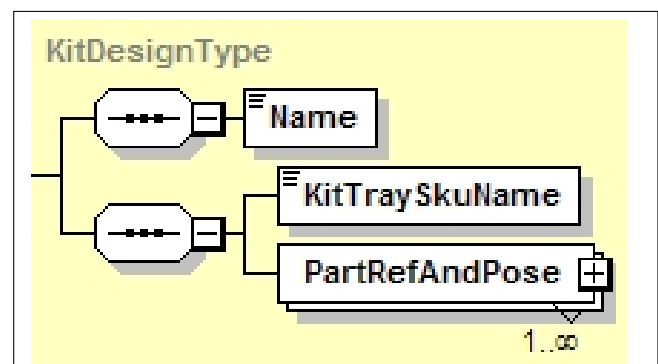 KitDesignType
Name
KitTraySkuName
PartRefAndPose
1..∞